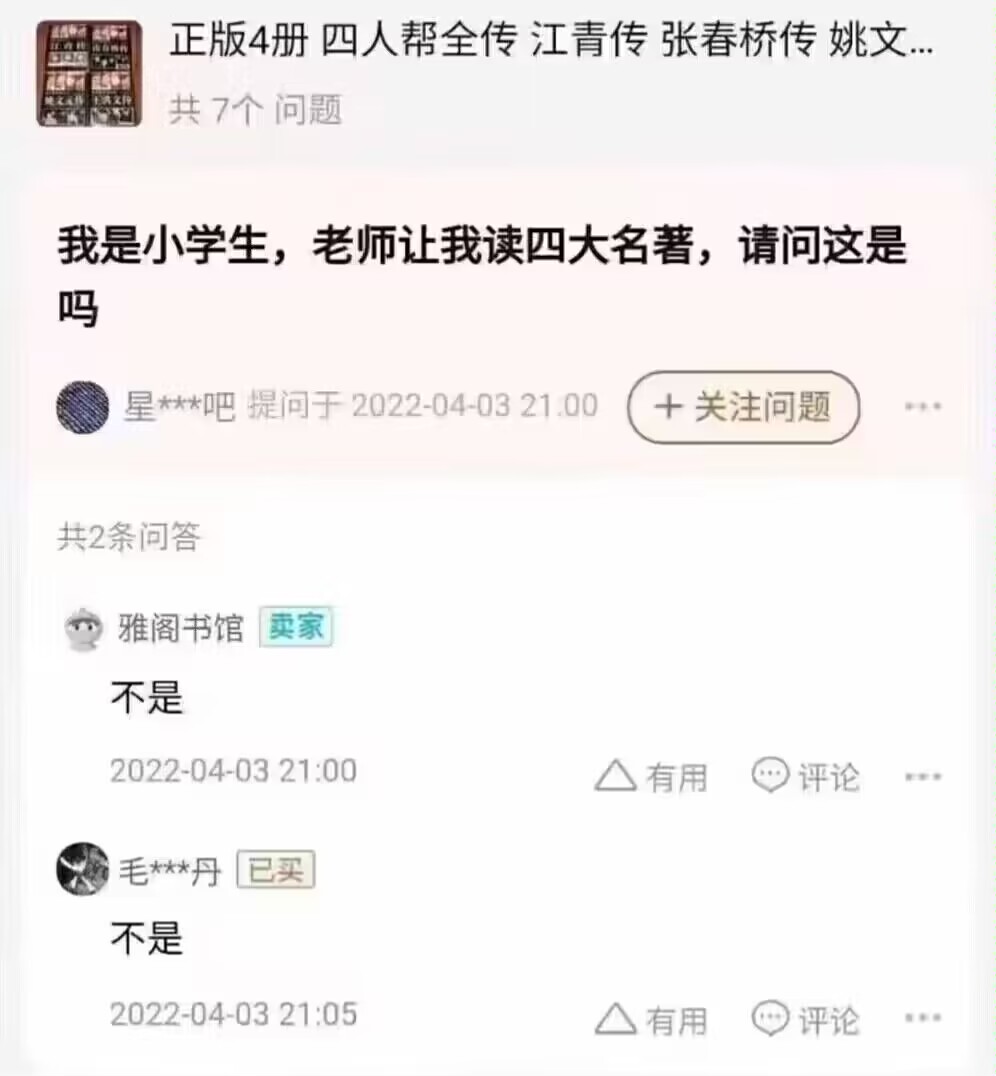 正版4册 四人帮全传 江青传 张春桥传 姚文...
共 7个 问题
我是小学生，老师让我读四大名著，请问这是
吗
星***吧 提问于 2022-04-03 21:00
+ 关注问题
共2条问答
雅阁书馆 卖家
不是
2022-04-03 21:00
有用 评论
毛***丹 已买
不是
2022-04-03 21:05
有用 评论